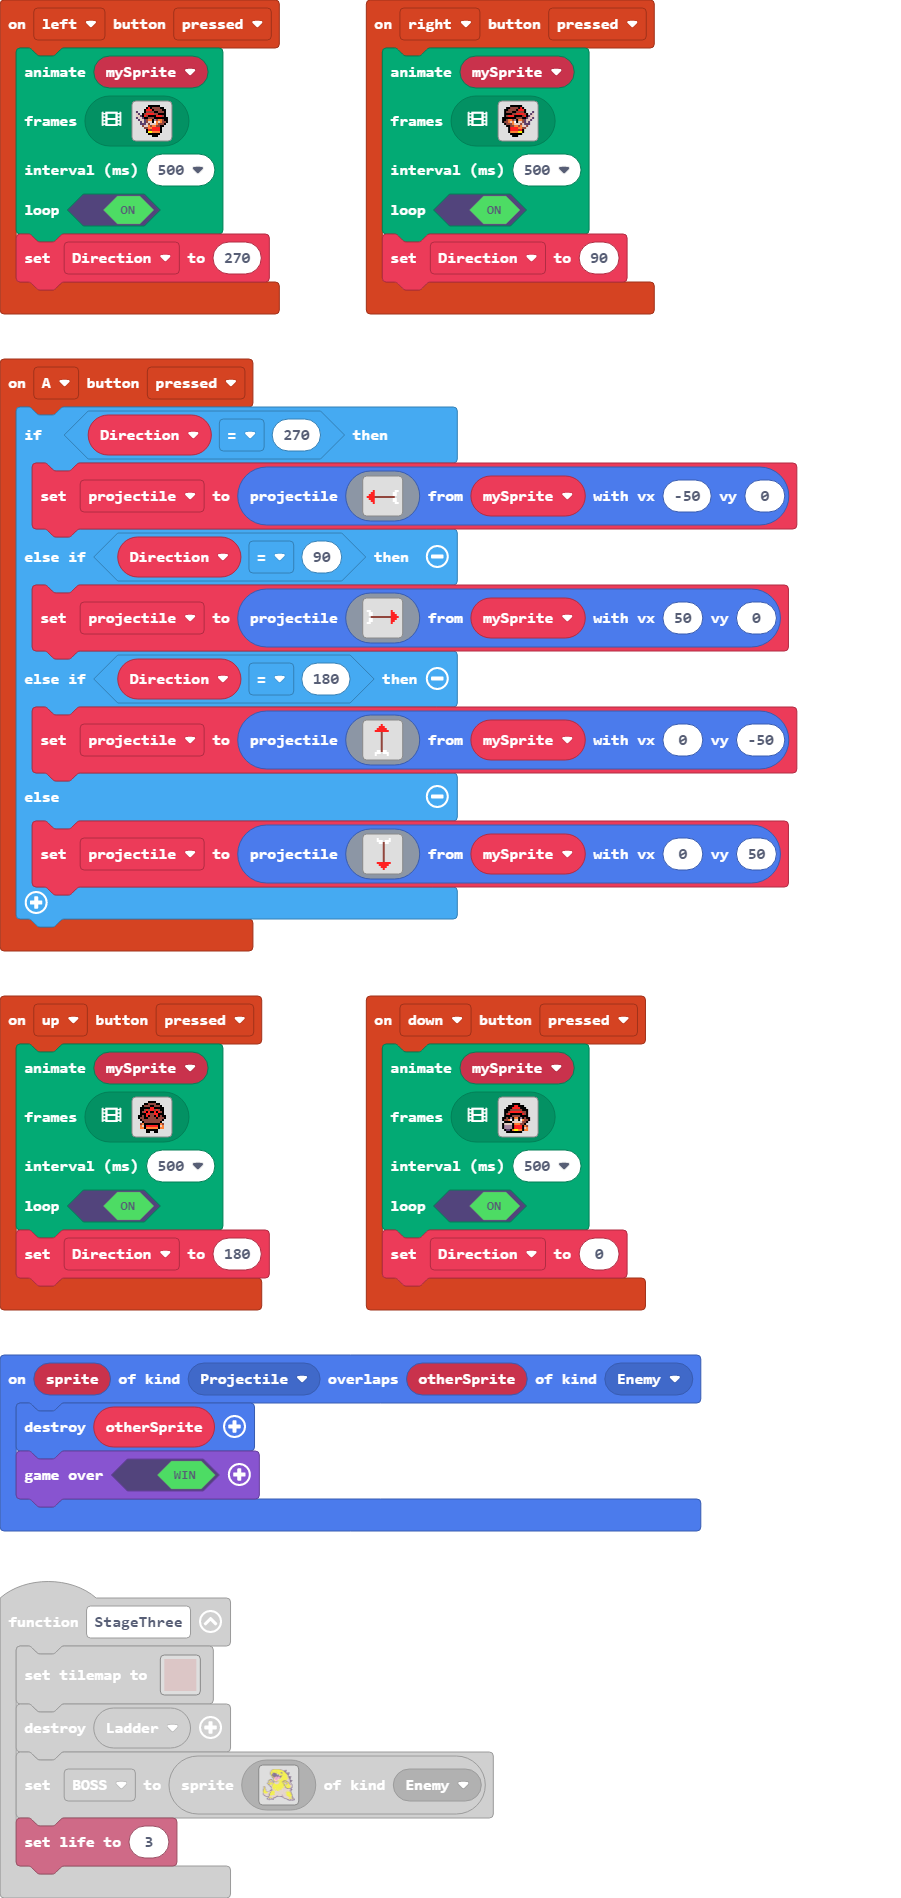 on left button pressed
animate mySprite
frames
interval (ms) 500
loop ON
set Direction to 270
on right button pressed
animate mySprite
frames
interval (ms) 500
loop ON
set Direction to 90
on A button pressed
if Direction = 270 then
set projectile to projectile from mySprite with vx -50 vy 0
else if Direction = 90 then
set projectile to projectile from mySprite with vx 50 vy 0
else if Direction = 180 then
set projectile to projectile from mySprite with vx 0 vy -50
else
set projectile to projectile from mySprite with vx 0 vy 50
on up button pressed
animate mySprite
frames
interval (ms) 500
loop ON
set Direction to 180
on down button pressed
animate mySprite
frames
interval (ms) 500
loop ON
set Direction to 0
on sprite of kind Projectile overlaps otherSprite of kind Enemy
destroy otherSprite
game over WIN
function StageThree
set tilemap to
destroy Ladder
set BOSS to sprite of kind Enemy
set life to 3